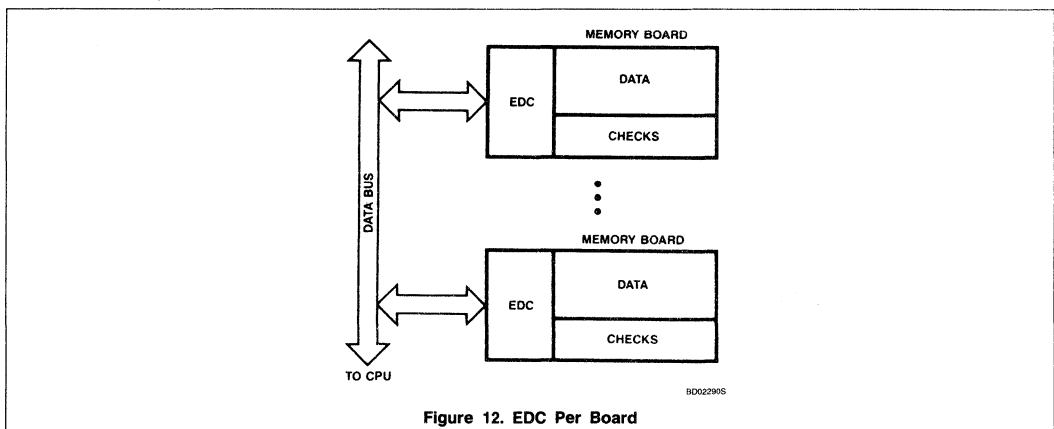 MEMORY BOARD
EDC
DATA
CHECKS
DATA BUS
MEMORY BOARD
EDC
DATA
CHECKS
TO CPU
BD02290S
Figure 12. EDC Per Board